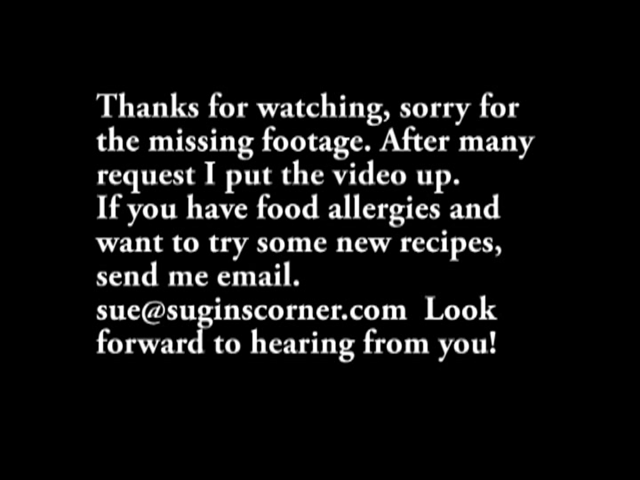 Thanks for watching, sorry for
the missing footage. After many
request I put the video up.
If you have food allergies and
want to try some new recipes,
send me email.
sue@suginscorner.com  Look
forward to hearing from you!